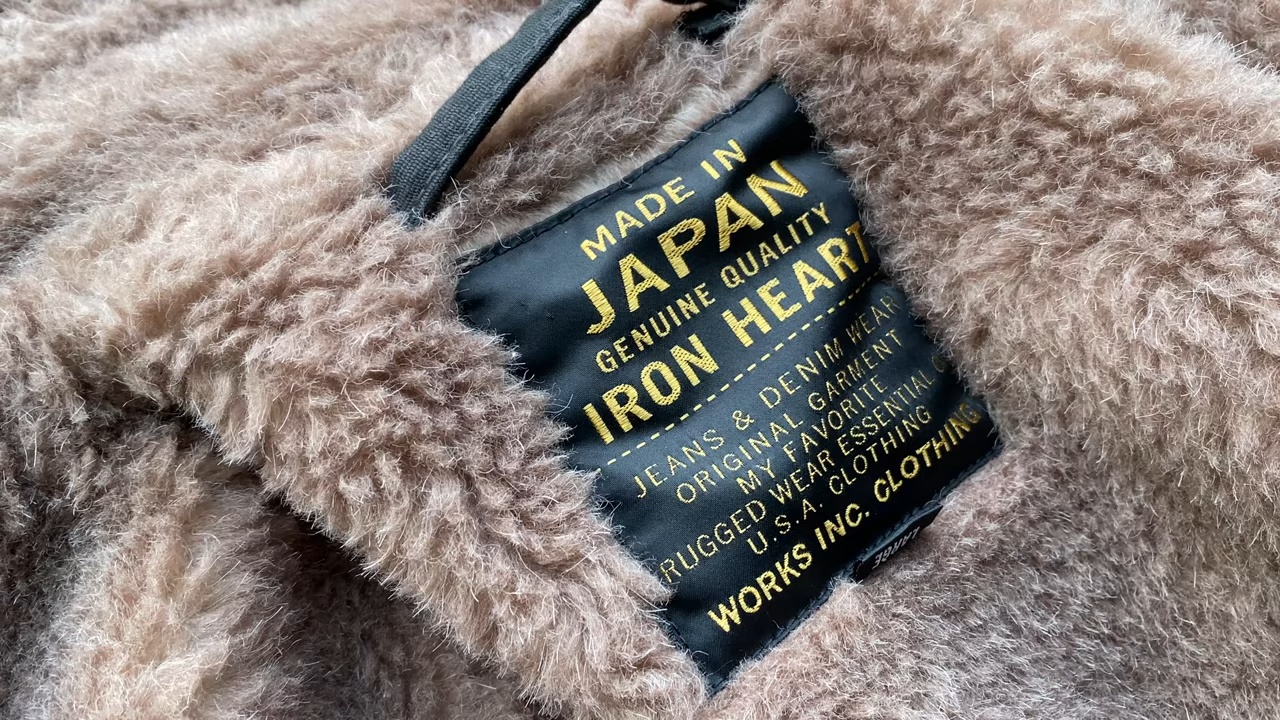 MADE IN
JAPAN
GENUINE QUALITY
IRON HEART
JEANS & DENIM WEAR
ORIGINAL GARMENT
MY FAVORITE
RUGGED WEAR ESSENTIAL
U.S.A. CLOTHING
WORKS INC. CLOTHING
LARGE